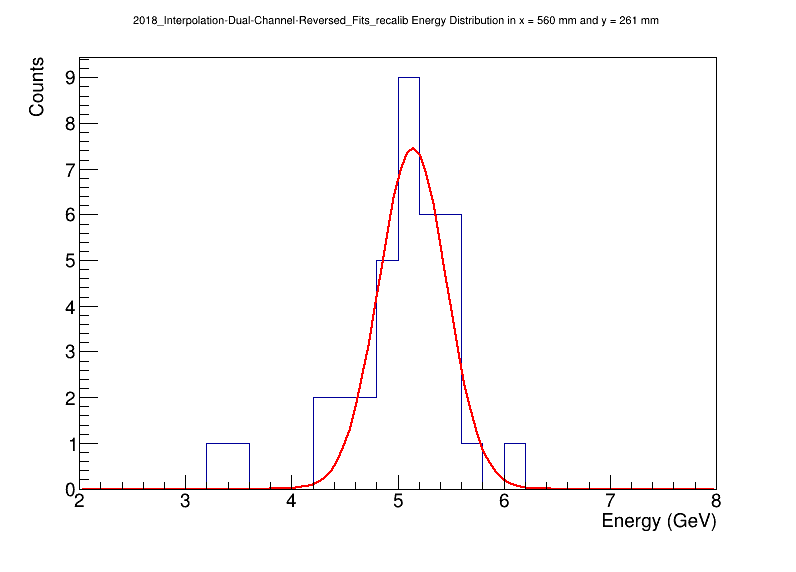 2018_Interpolation-Dual-Channel-Reversed_Fits_recalib Energy Distribution in x = 560 mm and y = 261 mm
Counts
9
8
7
6
5
4
3
2
1
0
2 3 4 5 6 7 8
Energy (GeV)